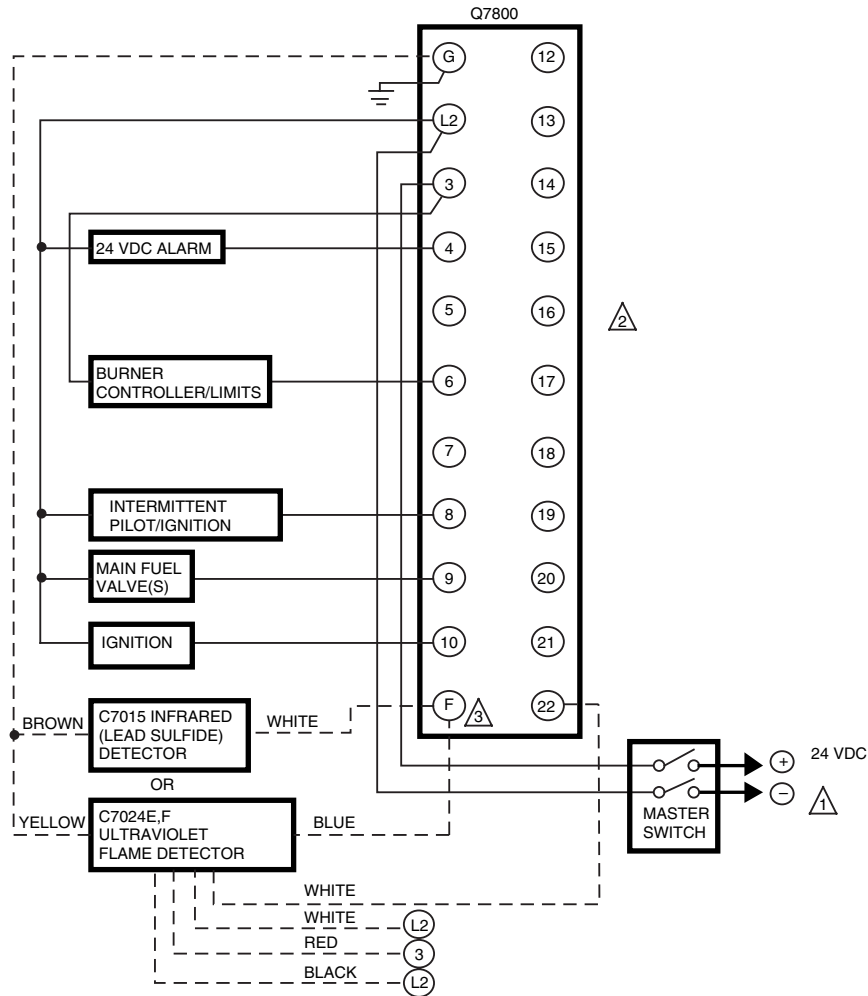 Q7800
G
12
L2
13
3
14
24 VDC ALARM
4
15
5
16
2
BURNER
CONTROLLER/LIMITS
6
17
7
18
INTERMITTENT
PILOT/IGNITION
8
19
MAIN FUEL
VALVE(S)
9
20
IGNITION
10
21
BROWN
C7015 INFRARED
(LEAD SULFIDE)
DETECTOR
WHITE
F
3
22
OR
YELLOW
C7024E,F
ULTRAVIOLET
FLAME DETECTOR
BLUE
MASTER
SWITCH
+
24 VDC
–
1
WHITE
WHITE
L2
RED
3
BLACK
L2